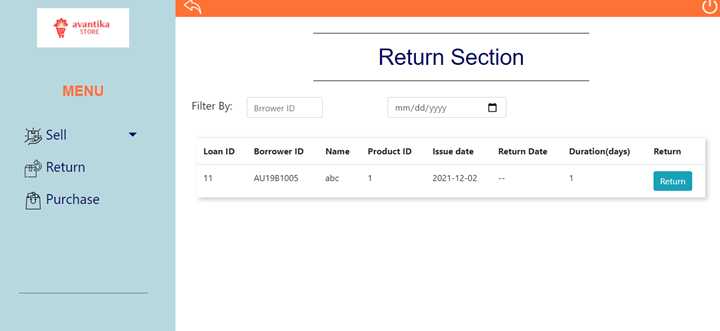 avantika
STORE
MENU
Sell
Return
Purchase
Return Section
Filter By: Brrower ID mm/dd/yyyy
Loan ID Borrower ID Name Product ID Issue date Return Date Duration(days) Return
11 AU19B1005 abc 1 2021-12-02 -- 1 Return